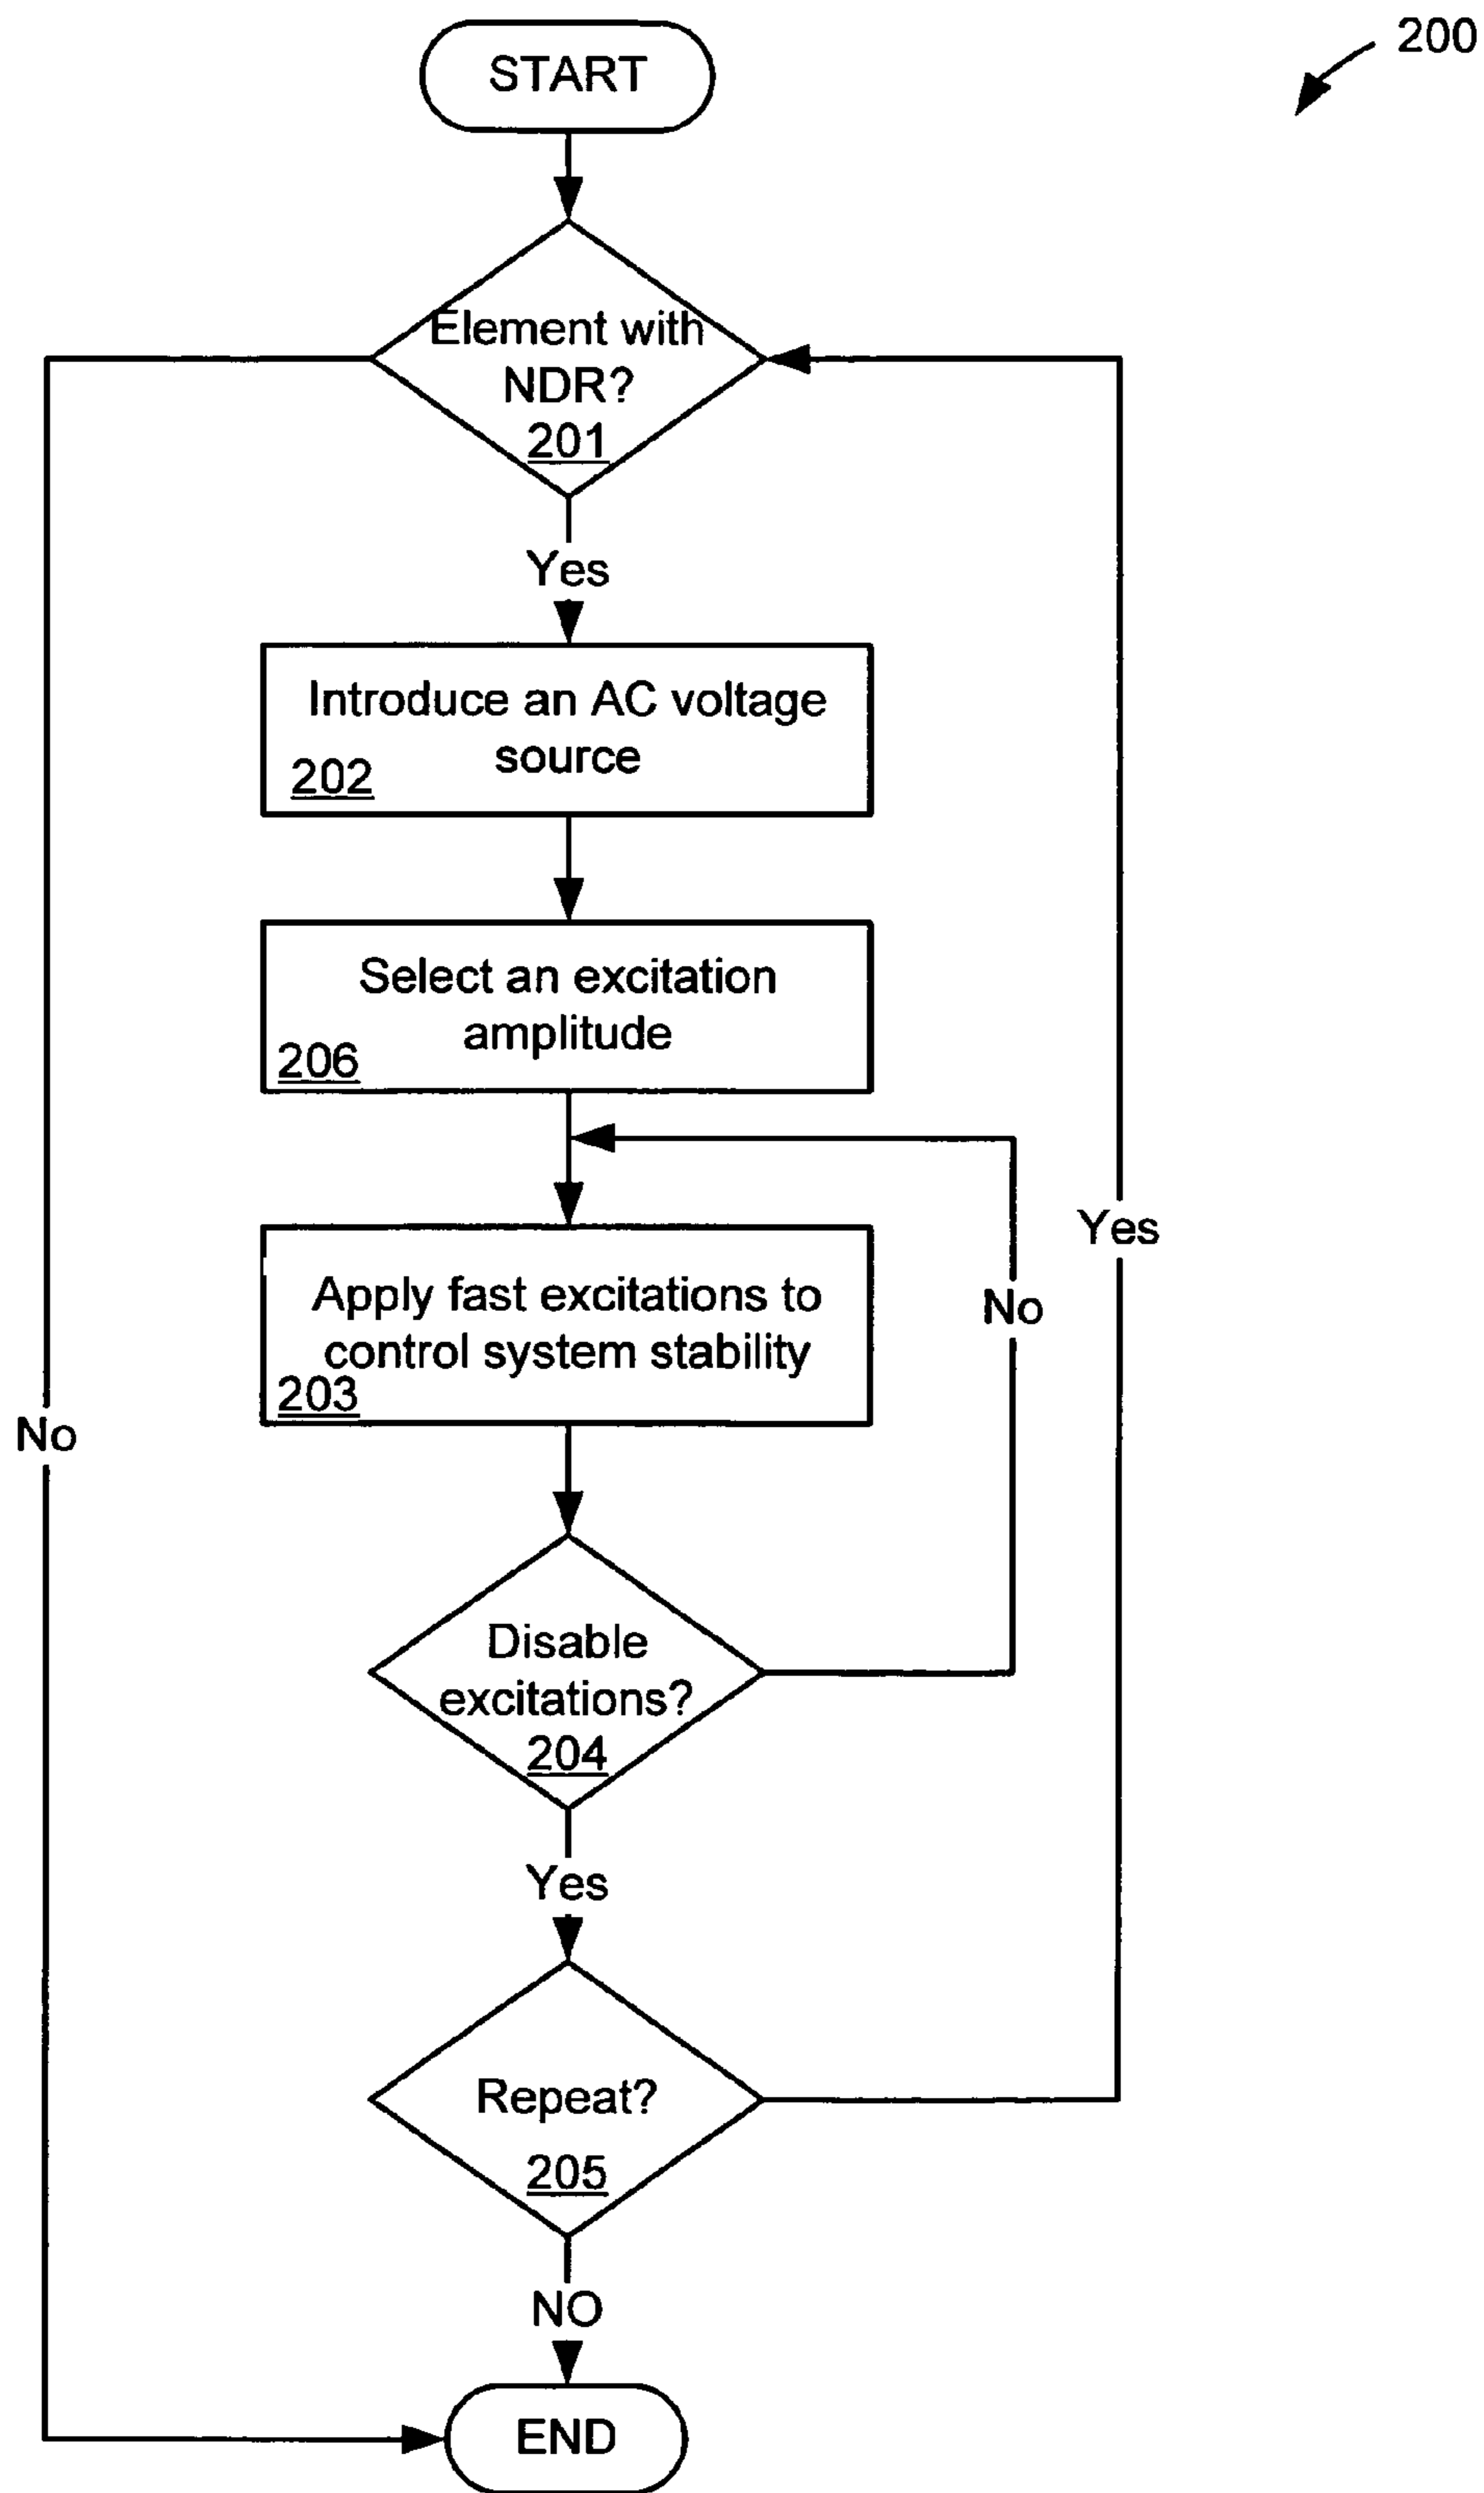 200
START
Element with
NDR?
201
Yes
Introduce an AC voltage
source
202
Select an excitation
amplitude
206
Yes
No
Apply fast excitations to
control system stability
203
No
Disable
excitations?
204
Yes
Repeat?
205
NO
END